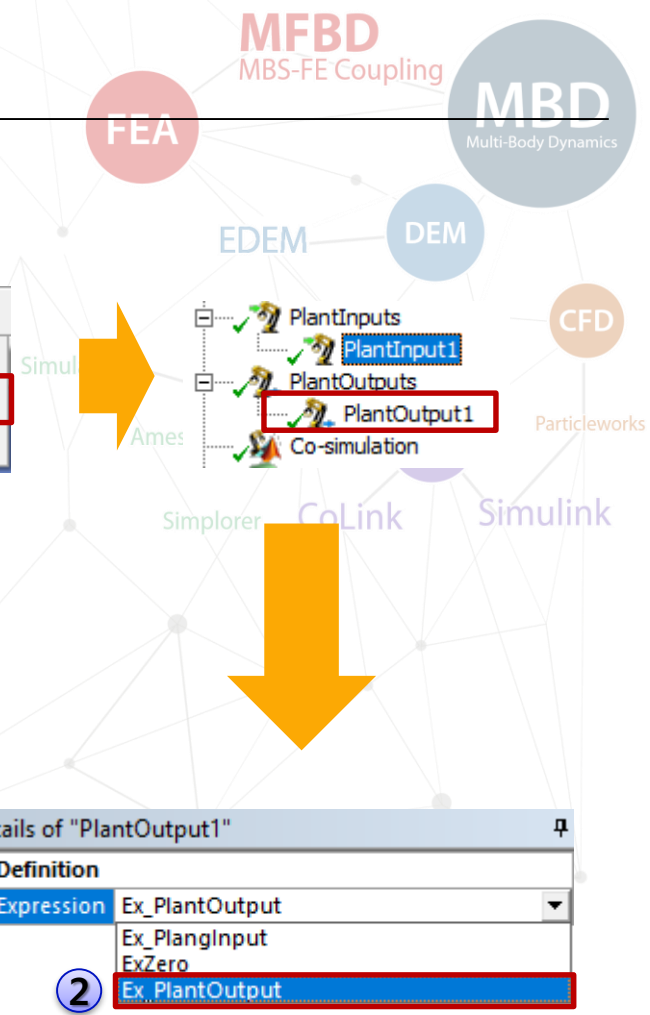 MFBD
MBS-FE Coupling
MBD
Multi-Body Dynamics
FEA
EDEM
DEM
PlantInputs
CFD
PlantInput1
PlantOutputs
PlantOutput1
Particleworks
Co-simulation
Simplorer
CoLink
Simulink
"PlantOutput1"
Definition
Expression Ex_PlantOutput
Ex_PlangInput
ExZero
2 Ex_PlantOutput